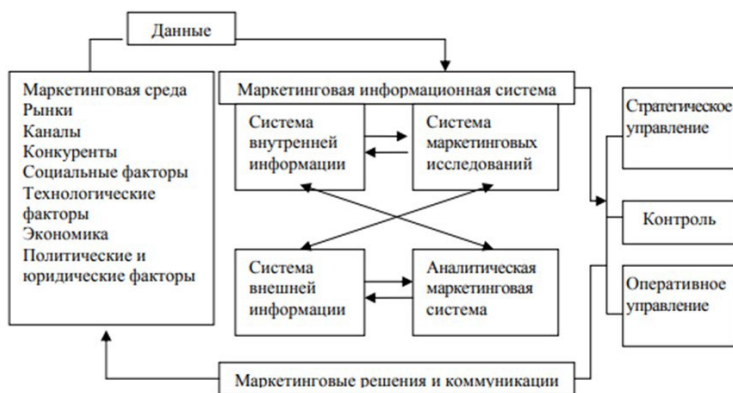 Данные
Маркетинговая среда
Рынки
Каналы
Конкуренты
Социальные факторы
Технологические
факторы
Экономика
Политические и
юридические факторы
Маркетинговая информационная система
Система
внутренней
информации
Система
маркетинговых
исследований
Система
внешней
информации
Аналитическая
маркетинговая
система
Стратегическое
управление
Контроль
Оперативное
управление
Маркетинговые решения и коммуникации